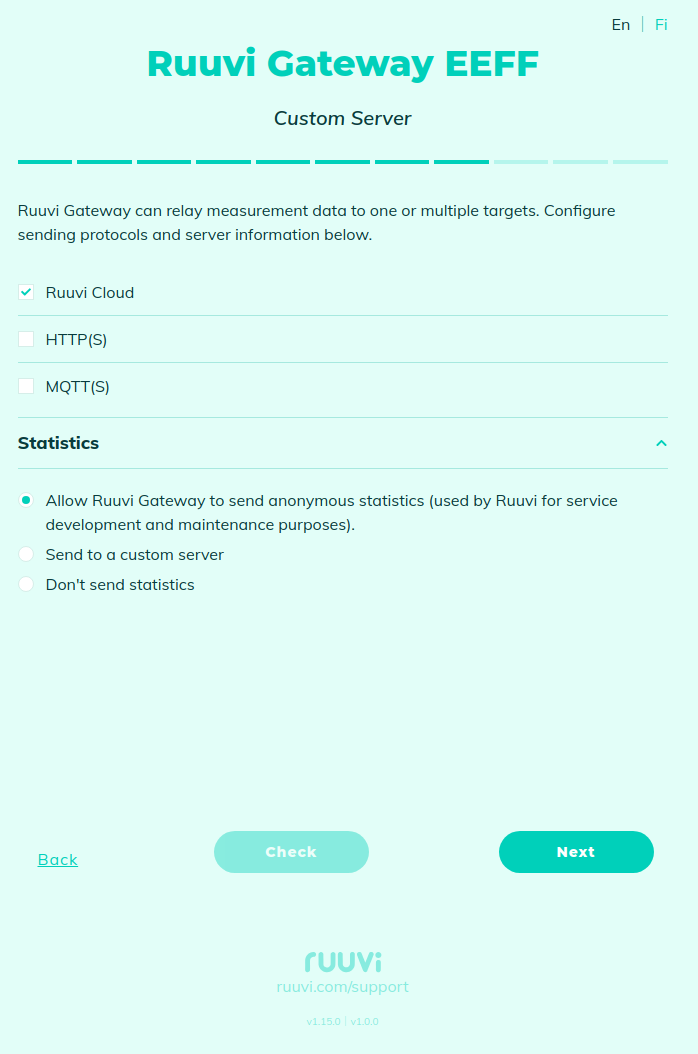 En | Fi
Ruuvi Gateway EEFF
Custom Server
Ruuvi Gateway can relay measurement data to one or multiple targets. Configure
sending protocols and server information below.
Ruuvi Cloud
HTTP(S)
MQTT(S)
Statistics
Allow Ruuvi Gateway to send anonymous statistics (used by Ruuvi for service
development and maintenance purposes).
Send to a custom server
Don't send statistics
Back
Check
Next
ruuvi
ruuvi.com/support
v1.15.0 | v1.0.0